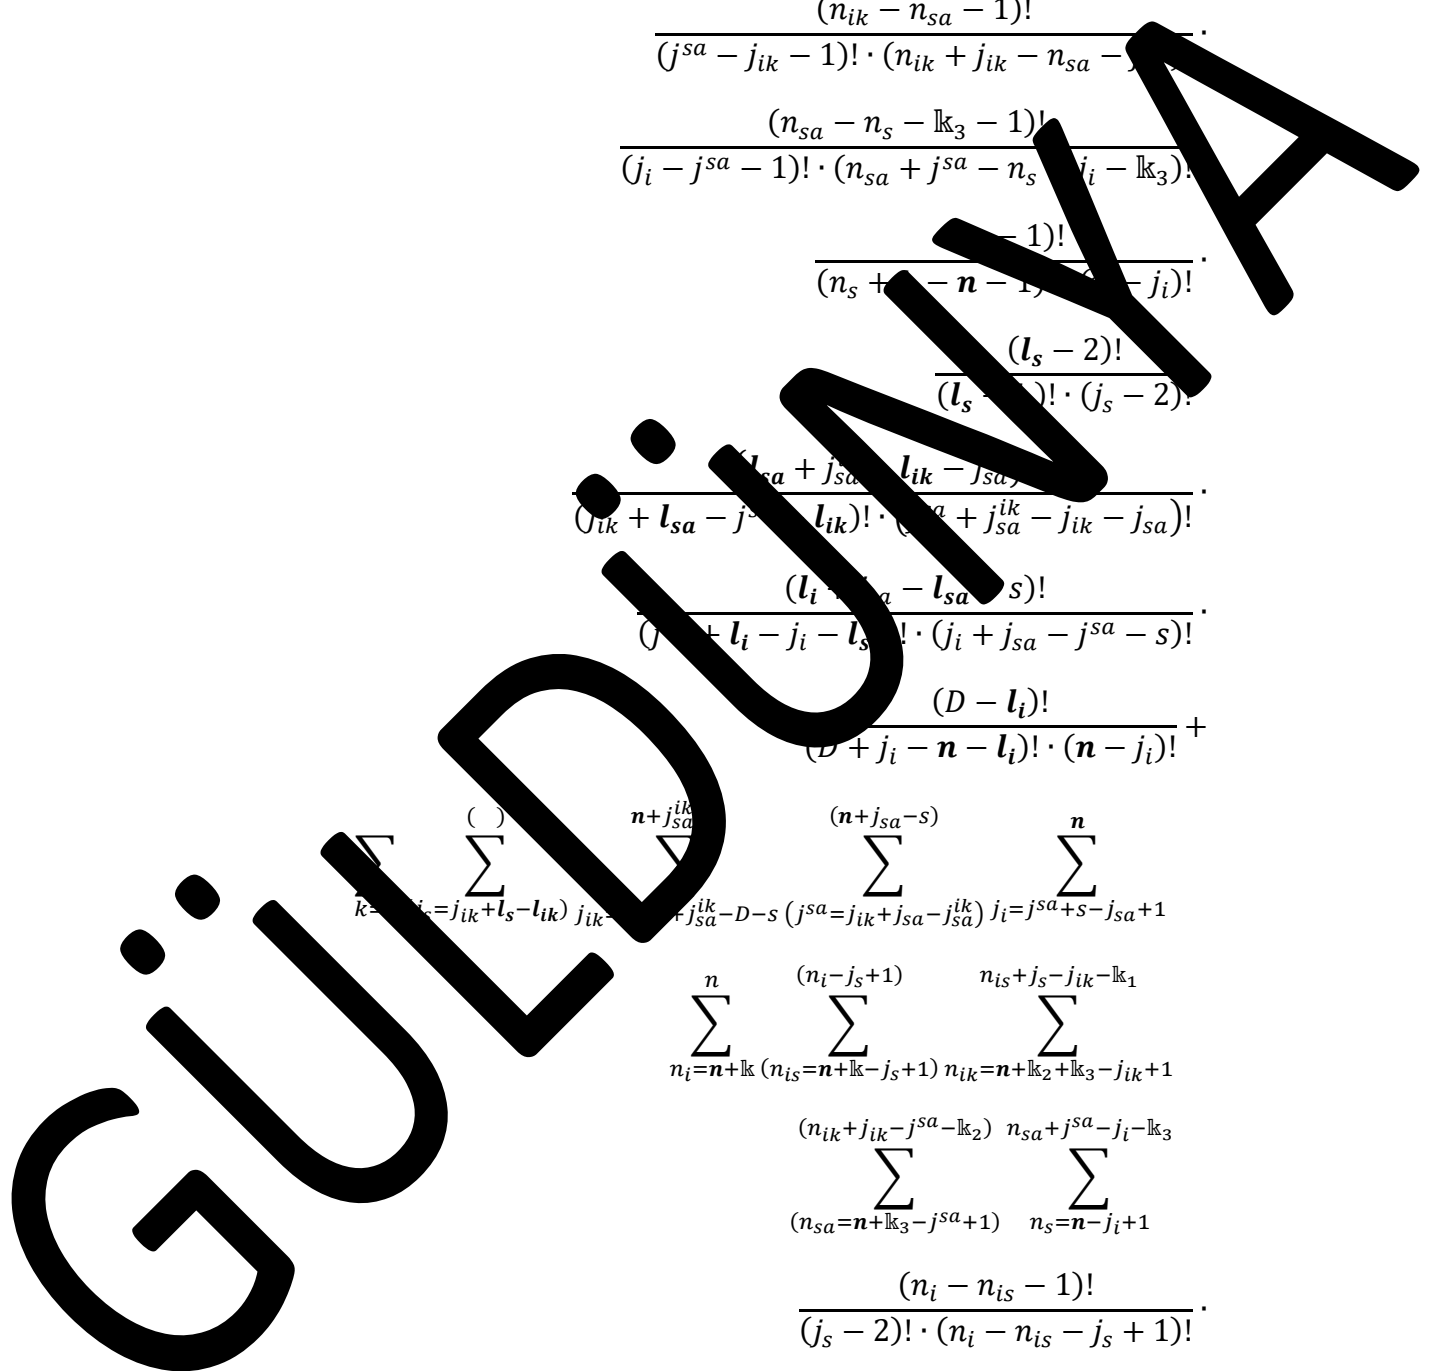 (n_{ik} − n_{sa} − 1)!
(j^{sa} − j_{ik} − 1)! · (n_{ik} + j_{ik} − n_{sa} − ·
(n_{sa} − n_s − 𝕜_3 − 1)!
(j_i − j^{sa} − 1)! · (n_{sa} + j^{sa} − n_s j_i − 𝕜_3)!
− 1)!
(n_s + − n − 1 − j_i)! ·
(l_s − 2)!
(l_s )! · (j_s − 2)!
l_{sa} + l_{ik} − j_{sa}
(j_{ik} + l_{sa} − l_{ik})! · + j_{sa}^{ik} − j_{ik} − j_{sa})! ·
(l_i − l_{sa} s)!
+ l_i − j_i − ! · (j_i + j_{sa} − j^{sa} − s)! ·
(D − l_i)!
(D + j_i − n − l_i)! · (n − j_i)! +
( ) n+j_{sa}^{ik} (n+j_{sa}−s) n
∑ ∑ ∑ ∑ ∑
j_s=j_{ik}+l_s−l_{ik}) +j_{sa}^{ik}−D−s (j^{sa}=j_{ik}+j_{sa}−j_{sa}^{ik}) j_i=j^{sa}+s−j_{sa}+1
n (n_i−j_s+1) n_{is}+j_s−j_{ik}−𝕜_1
∑ ∑ ∑
n_i=n+𝕜 (n_{is}=n+𝕜−j_s+1) n_{ik}=n+𝕜_2+𝕜_3−j_{ik}+1
(n_{ik}+j_{ik}−j^{sa}−𝕜_2) n_{sa}+j^{sa}−j_i−𝕜_3
∑ ∑
(n_{sa}=n+𝕜_3−j^{sa}+1) n_s=n−j_i+1
(n_i − n_{is} − 1)!
(j_s − 2)! · (n_i − n_{is} − j_s + 1)! ·
GÜLDÜNYA